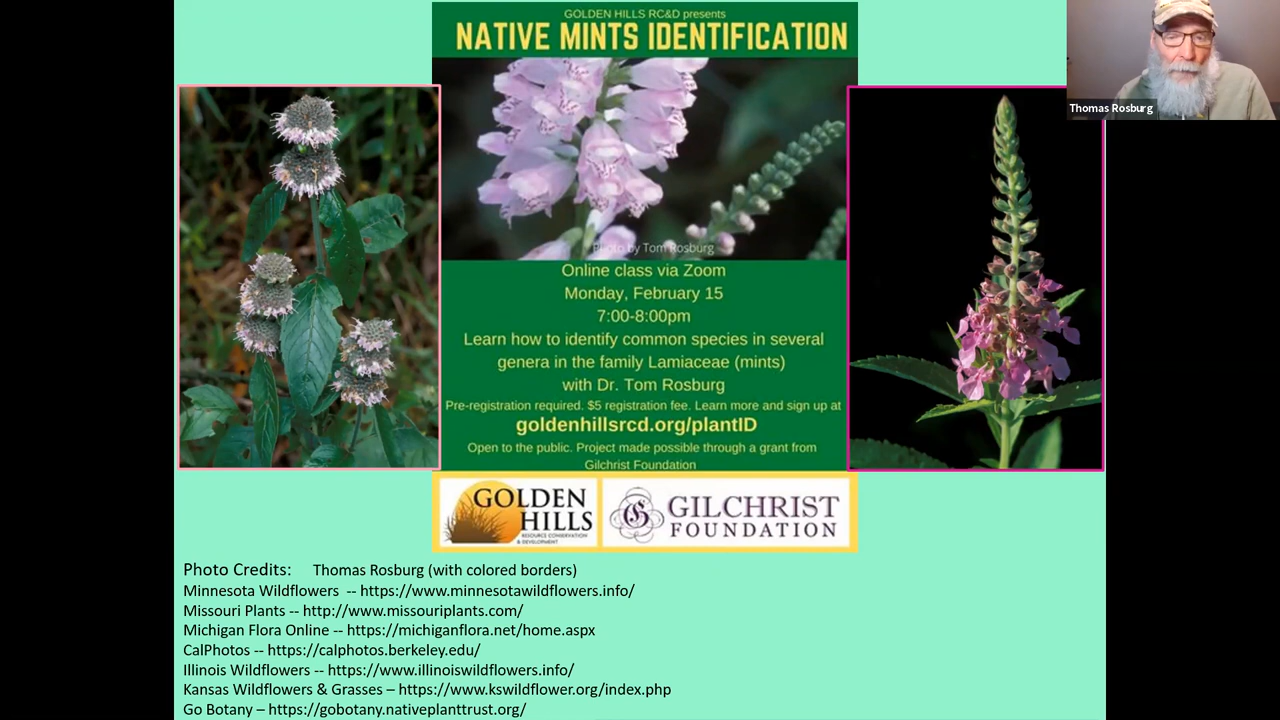 GOLDEN HILLS RC&D presents
NATIVE MINTS IDENTIFICATION
Thomas Rosburg
Photo by Tom Rosburg
Online class via Zoom
Monday, February 15
7:00-8:00pm
Learn how to identify common species in several
genera in the family Lamiaceae (mints)
with Dr. Tom Rosburg
Pre-registration required. $5 registration fee. Learn more and sign up at
goldenhillsrcd.org/plantID
Open to the public. Project made possible through a grant from
Gilchrist Foundation
GOLDEN
HILLS
RESOURCE CONSERVATION
& DEVELOPMENT
GILCHRIST
FOUNDATION
Photo Credits: Thomas Rosburg (with colored borders)
Minnesota Wildflowers -- https://www.minnesotawildflowers.info/
Missouri Plants -- http://www.missouriplants.com/
Michigan Flora Online -- https://michiganflora.net/home.aspx
CalPhotos -- https://calphotos.berkeley.edu/
Illinois Wildflowers -- https://www.illinoiswildflowers.info/
Kansas Wildflowers & Grasses – https://www.kswildflower.org/index.php
Go Botany – https://gobotany.nativeplanttrust.org/